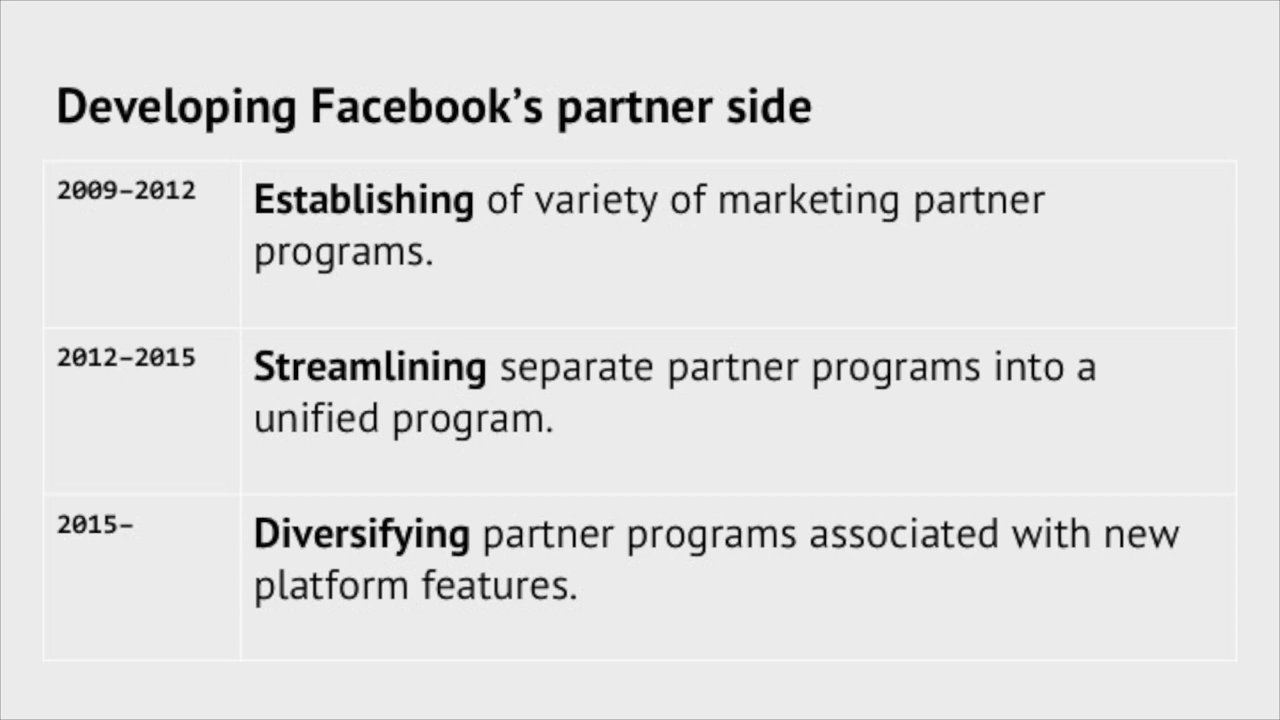 Developing Facebook’s partner side
2009–2012
Establishing of variety of marketing partner
programs.
2012–2015
Streamlining separate partner programs into a
unified program.
2015–
Diversifying partner programs associated with new
platform features.